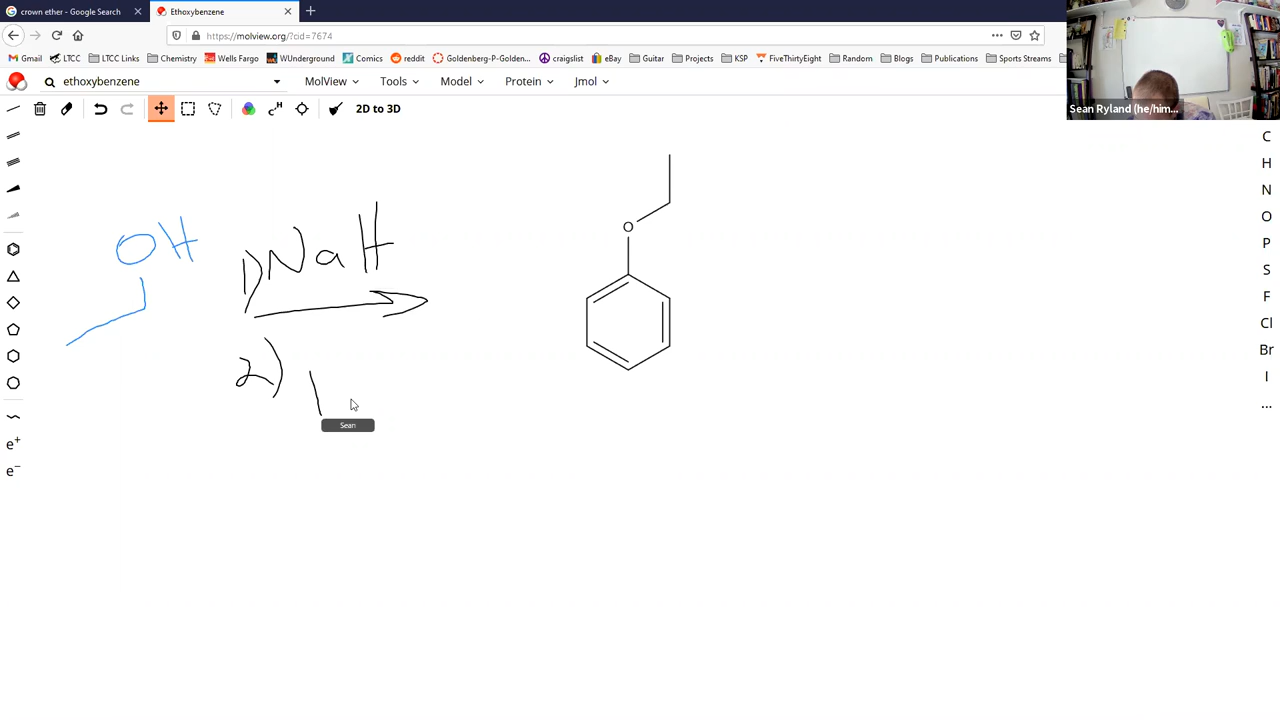 crown ether - Google Search
Ethoxybenzene
https://molview.org/?cid=7674
Gmail LTCC LTCC Links Chemistry Wells Fargo WUnderground Comics reddit Goldenberg-P-Golden... craigslist eBay Guitar Projects KSP FiveThirtyEight Random Blogs Publications Sports Streams
ethoxybenzene MolView Tools Model Protein Jmol
2D to 3D
Sean Ryland (he/him...
C
H
N
O
P
S
F
Cl
Br
I
...
e+
e−
OH
1) NaH
2)
O
Sean